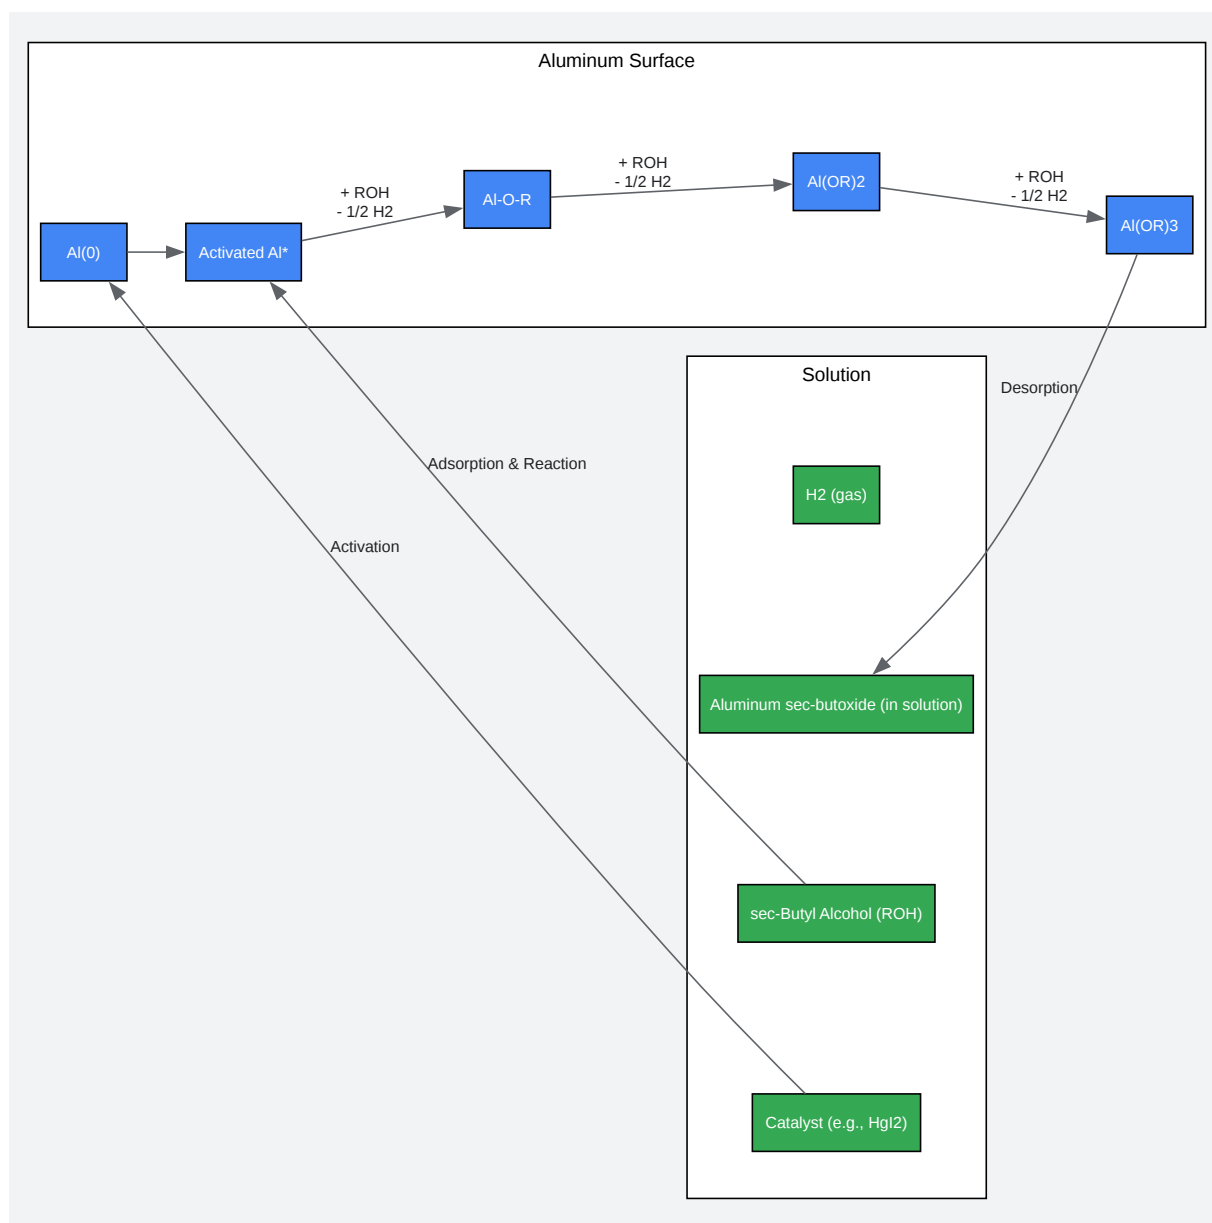 Aluminum Surface
+ ROH
- 1/2 H2
+ ROH
- 1/2 H2
+ ROH
- 1/2 H2
Al(0)
Activated Al*
Al-O-R
Al(OR)2
Al(OR)3
Solution
Desorption
Adsorption & Reaction
H2 (gas)
Activation
Aluminum sec-butoxide (in solution)
sec-Butyl Alcohol (ROH)
Catalyst (e.g., HgI2)